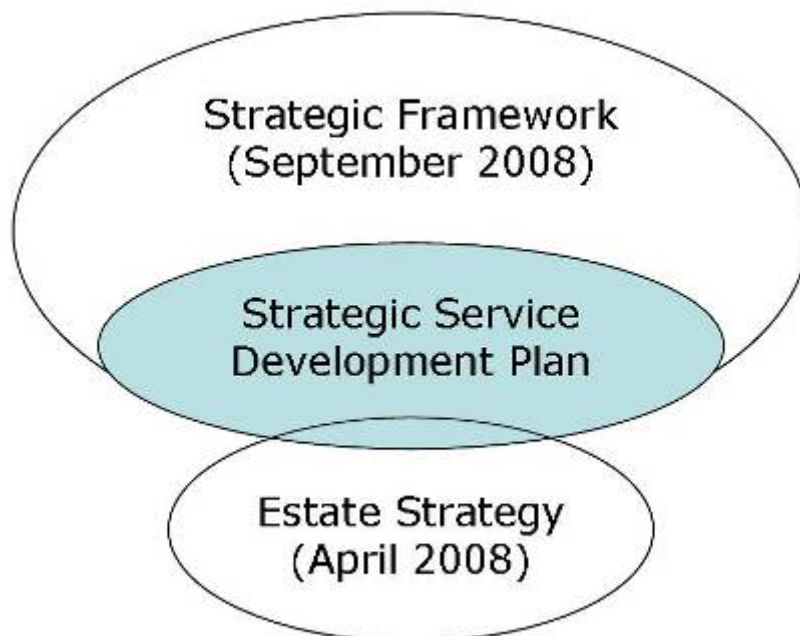 Strategic Framework
(September 2008)
Strategic Service
Development Plan
Estate Strategy
(April 2008)